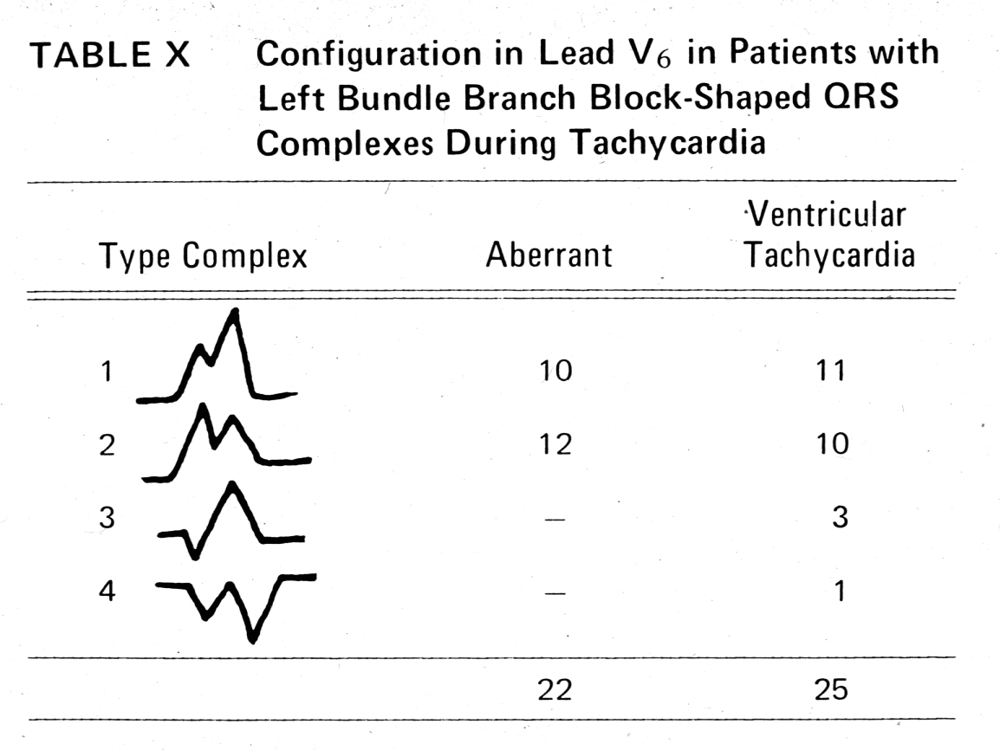 TABLE X Configuration in Lead V₆ in Patients with
Left Bundle Branch Block-Shaped QRS
Complexes During Tachycardia
Type Complex Aberrant Ventricular Tachycardia
1 10 11
2 12 10
3 – 3
4 – 1
22 25